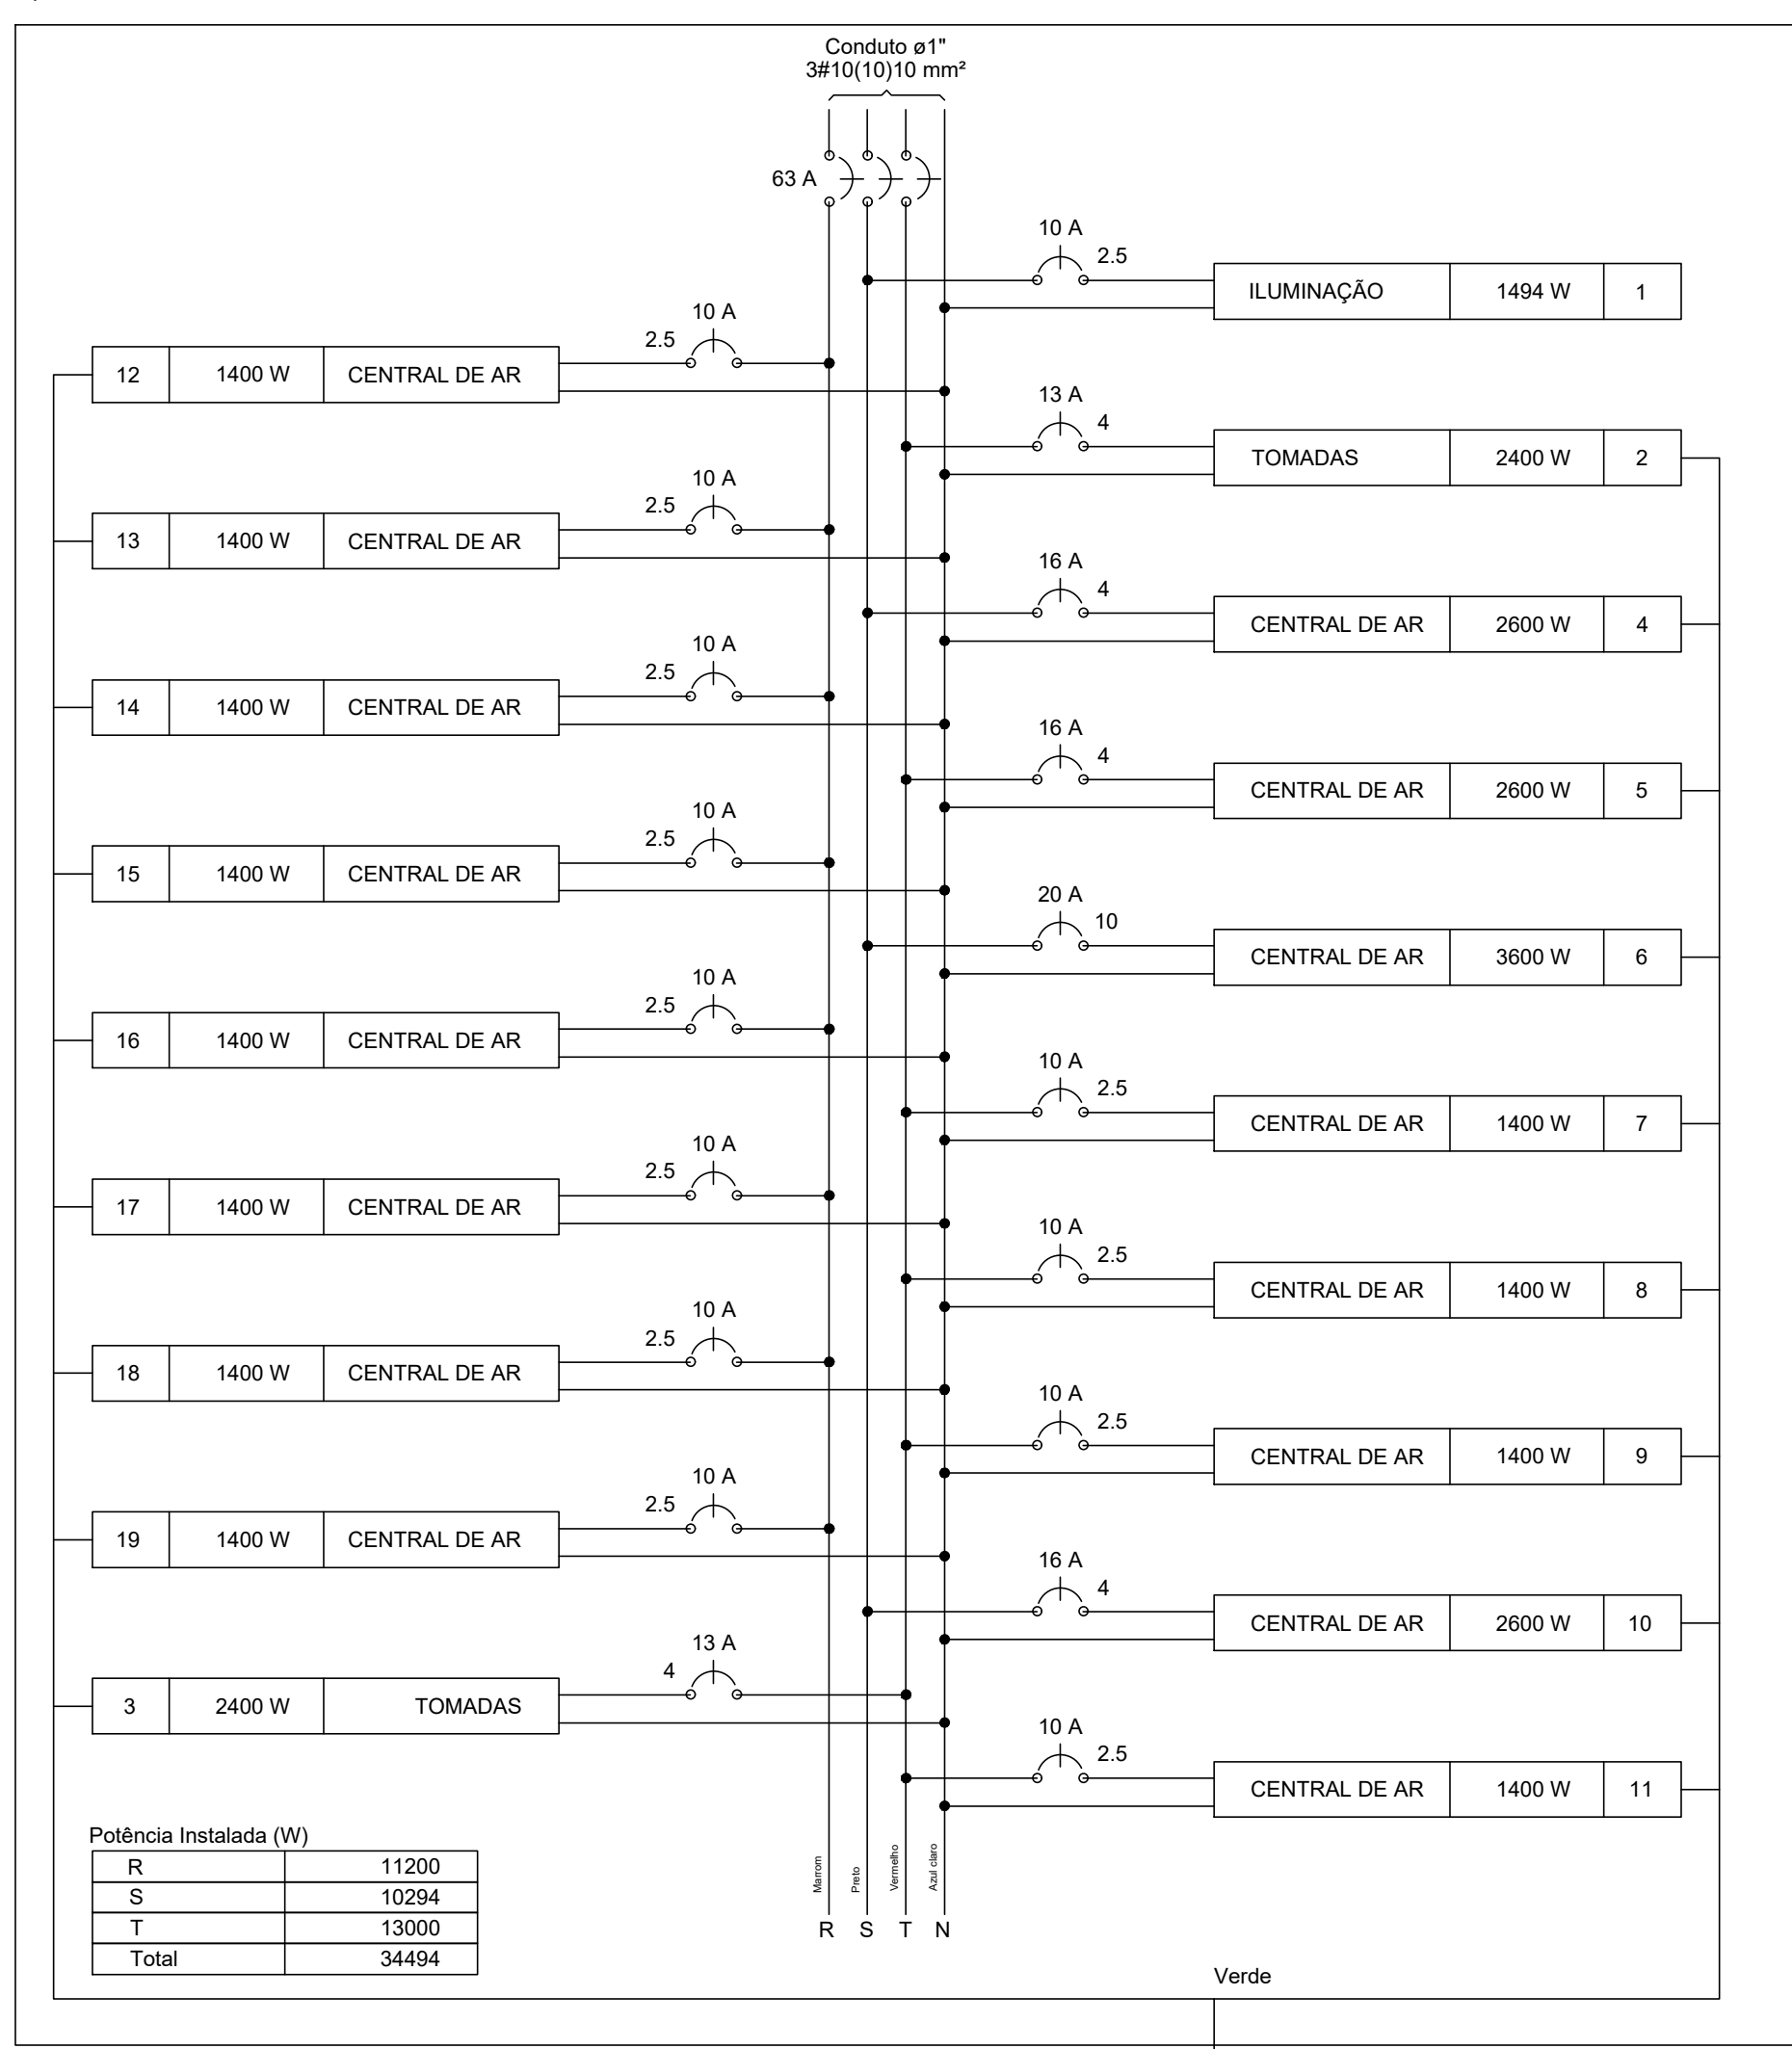 Conduto ø1"
3#10(10)10 mm²
63 A
10 A
2.5
ILUMINAÇÃO 1494 W 1
10 A
2.5
12 1400 W CENTRAL DE AR
13 A
4
TOMADAS 2400 W 2
10 A
2.5
13 1400 W CENTRAL DE AR
16 A
4
CENTRAL DE AR 2600 W 4
10 A
2.5
14 1400 W CENTRAL DE AR
16 A
4
CENTRAL DE AR 2600 W 5
10 A
2.5
15 1400 W CENTRAL DE AR
20 A
10
CENTRAL DE AR 3600 W 6
10 A
2.5
16 1400 W CENTRAL DE AR
10 A
2.5
CENTRAL DE AR 1400 W 7
10 A
2.5
17 1400 W CENTRAL DE AR
10 A
2.5
CENTRAL DE AR 1400 W 8
10 A
2.5
18 1400 W CENTRAL DE AR
10 A
2.5
CENTRAL DE AR 1400 W 9
10 A
2.5
19 1400 W CENTRAL DE AR
16 A
4
CENTRAL DE AR 2600 W 10
13 A
4
3 2400 W TOMADAS
10 A
2.5
CENTRAL DE AR 1400 W 11
Potência Instalada (W)
R 11200
S 10294
T 13000
Total 34494
Marrom
Preto
Vermelho
Azul claro
R S T N
Verde